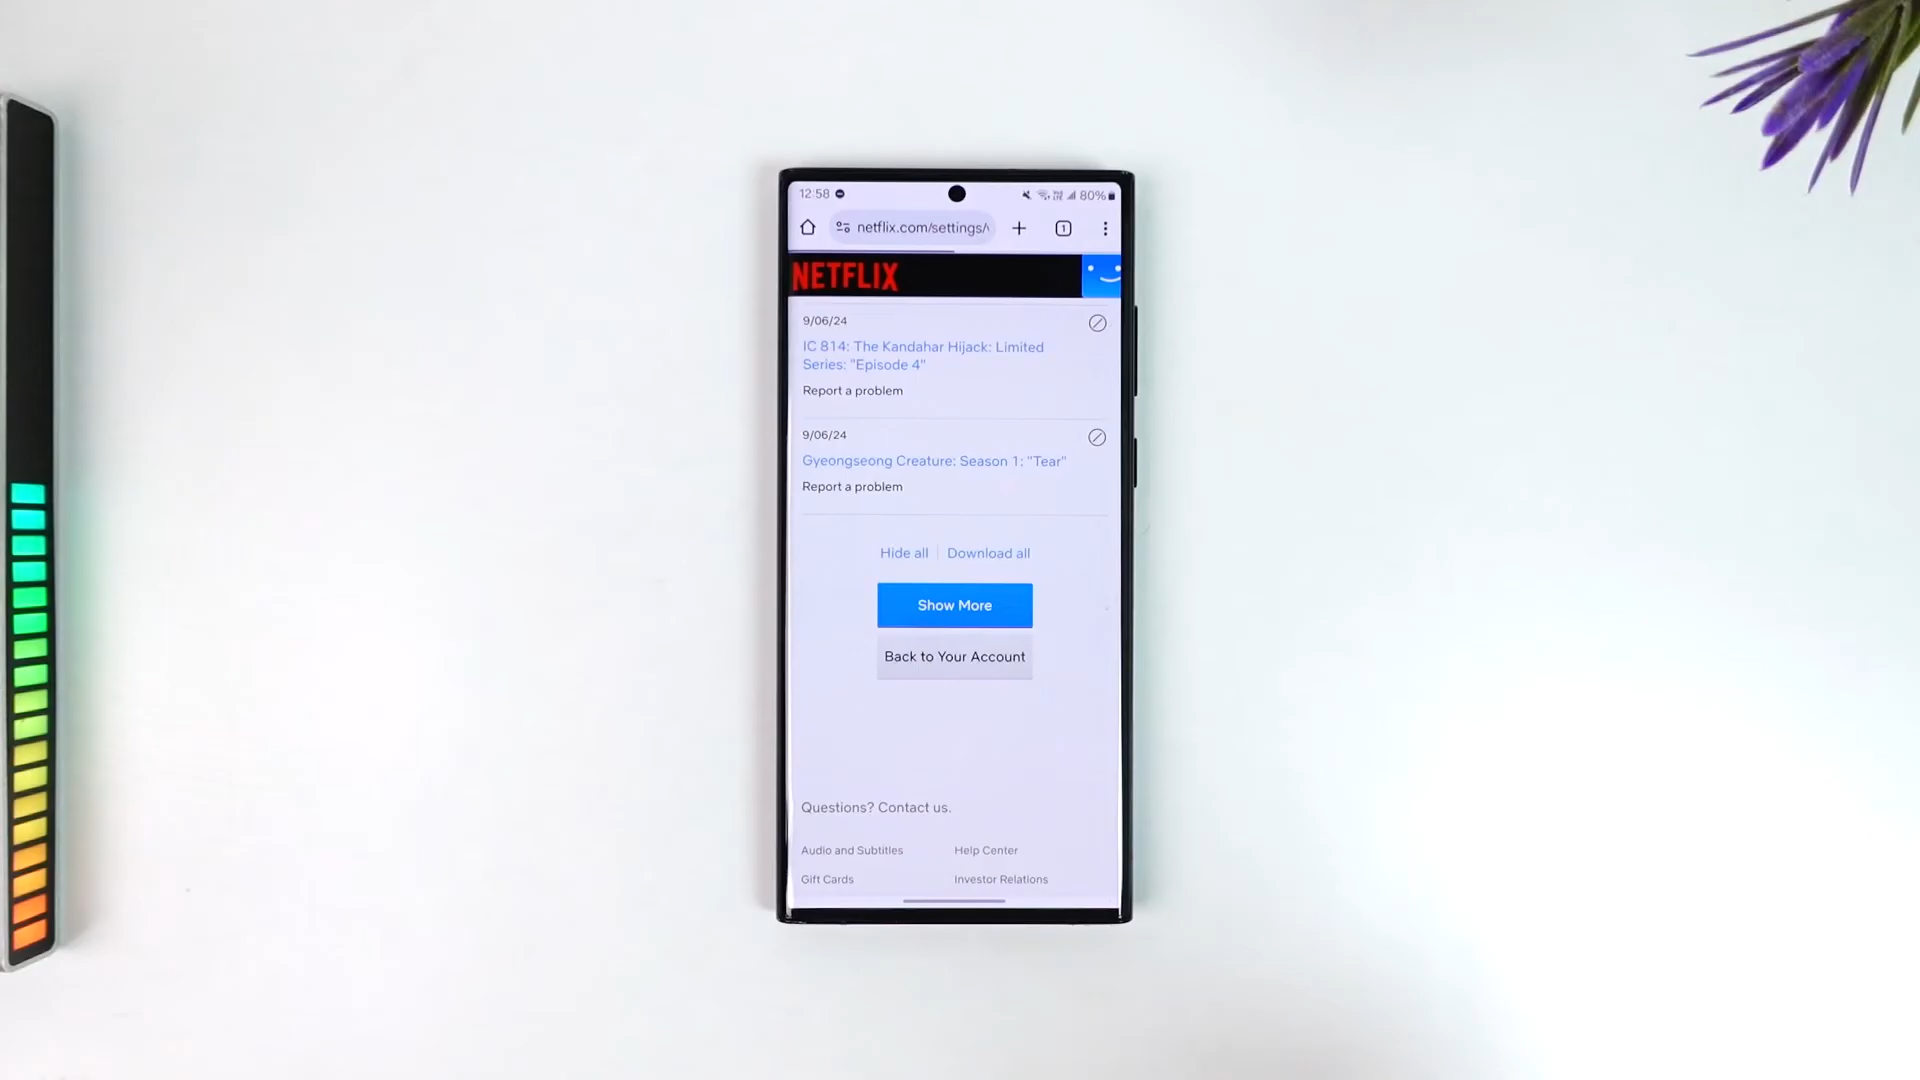 12:58 80%
netflix.com/settings/ 1
NETFLIX
9/06/24
IC 814: The Kandahar Hijack: Limited
Series: "Episode 4"
Report a problem
9/06/24
Gyeongseong Creature: Season 1: "Tear"
Report a problem
Hide all Download all
Show More
Back to Your Account
Questions? Contact us.
Audio and Subtitles Help Center
Gift Cards Investor Relations